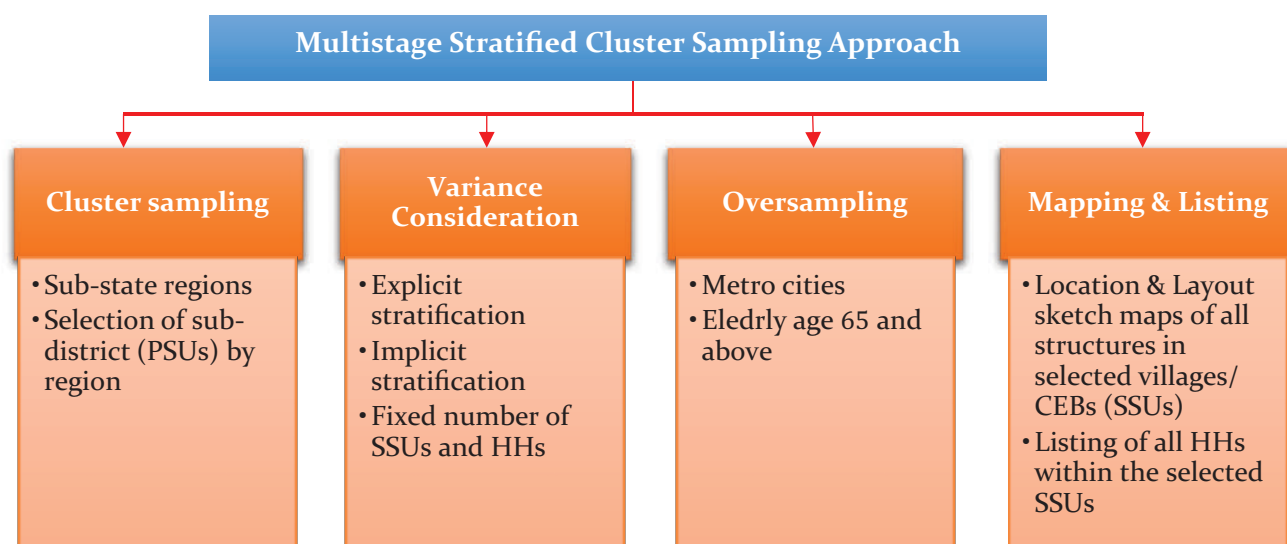 Multistage Stratified Cluster Sampling Approach
Cluster sampling
• Sub-state regions
• Selection of sub-
district (PSUs) by
region
Variance
Consideration
• Explicit
stratification
• Implicit
stratification
• Fixed number of
SSUs and HHs
Oversampling
• Metro cities
• Eledrly age 65 and
above
Mapping & Listing
• Location & Layout
sketch maps of all
structures in
selected villages/
CEBs (SSUs)
• Listing of all HHs
within the selected
SSUs